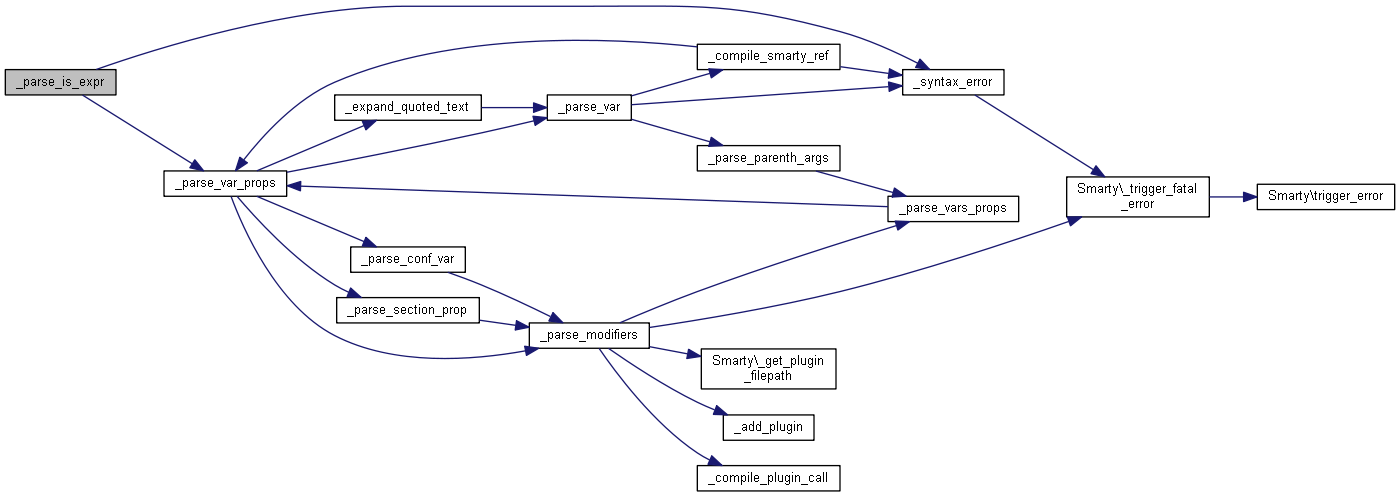 _parse_is_expr
_parse_var_props
_expand_quoted_text
_parse_var
_compile_smarty_ref
_syntax_error
_parse_parenth_args
_parse_vars_props
Smarty\_trigger_fatal
_error
Smarty\trigger_error
_parse_conf_var
_parse_section_prop
_parse_modifiers
Smarty\_get_plugin
_filepath
_add_plugin
_compile_plugin_call